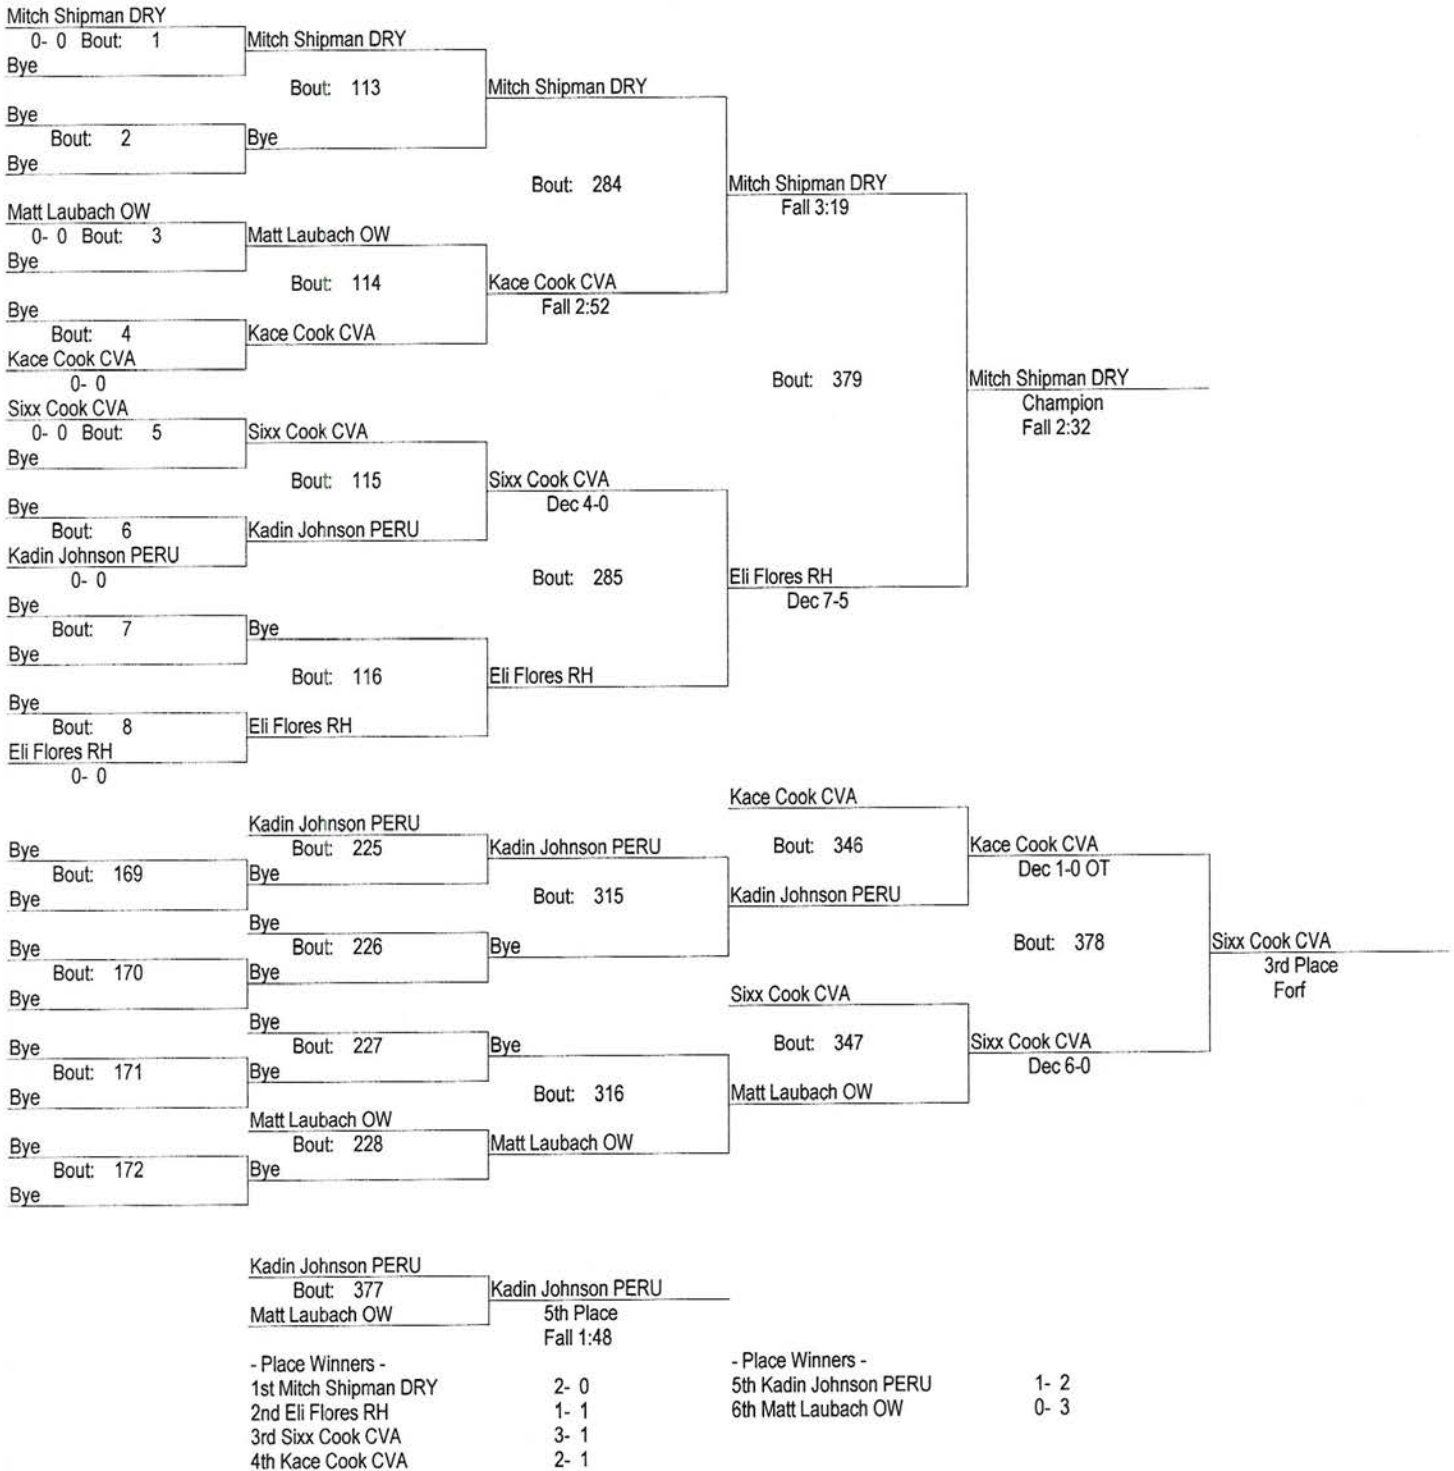 Mitch Shipman DRY
0- 0 Bout: 1
Bye
Mitch Shipman DRY
Bout: 113
Mitch Shipman DRY
Bye
Bout: 2
Bye
Bye
Bout: 284
Mitch Shipman DRY
Fall 3:19
Matt Laubach OW
0- 0 Bout: 3
Bye
Matt Laubach OW
Bout: 114
Kace Cook CVA
Fall 2:52
Bye
Bout: 4
Kace Cook CVA
Kace Cook CVA
0- 0
Bout: 379
Mitch Shipman DRY
Champion
Fall 2:32
Sixx Cook CVA
0- 0 Bout: 5
Bye
Sixx Cook CVA
Bout: 115
Sixx Cook CVA
Dec 4-0
Bye
Bout: 6
Kadin Johnson PERU
Kadin Johnson PERU
0- 0
Bout: 285
Eli Flores RH
Dec 7-5
Bye
Bout: 7
Bye
Bye
Bout: 116
Eli Flores RH
Bye
Bout: 8
Eli Flores RH
Eli Flores RH
0- 0
Kace Cook CVA
Kadin Johnson PERU
Bout: 225
Kadin Johnson PERU
Bout: 346
Kace Cook CVA
Dec 1-0 OT
Bye
Bout: 169
Bye
Bye
Bout: 315
Kadin Johnson PERU
Bye
Bout: 226
Bye
Bout: 378
Sixx Cook CVA
3rd Place
Forf
Bye
Bout: 170
Bye
Bye
Sixx Cook CVA
Bye
Bout: 227
Bye
Bout: 347
Sixx Cook CVA
Dec 6-0
Bye
Bout: 171
Bye
Bye
Bout: 316
Matt Laubach OW
Matt Laubach OW
Bout: 228
Matt Laubach OW
Bye
Bout: 172
Bye
Bye
Kadin Johnson PERU
Bout: 377
Kadin Johnson PERU
Matt Laubach OW
5th Place
Fall 1:48
- Place Winners -
1st Mitch Shipman DRY 2- 0
2nd Eli Flores RH 1- 1
3rd Sixx Cook CVA 3- 1
4th Kace Cook CVA 2- 1
- Place Winners -
5th Kadin Johnson PERU 1- 2
6th Matt Laubach OW 0- 3